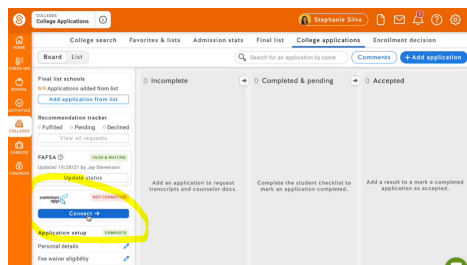 COLLEGES
College Applications
Stephanie Silva
HOME
College search
Favorites & lists
Admission stats
Final list
College applications
Enrollment decision
Board
List
Search for an application by name
Comments
+ Add application
SCHOOL
ACTIVITIES
COLLEGES
CAREERS
FINANCES
Final list schools
0/9 Applications added from list
Add application from list
Recommendation tracker
0 Fulfilled 0 Pending 0 Declined
View all requests
FAFSA
FILED & WAITING
Updated 10/28/21 by Jay Stevenson
Update status
common app
NOT CONNECTED
Connect →
Application setup
COMPLETE
Personal details
Fee waiver eligibility
0 Incomplete
Add an application to request
transcripts and counselor docs.
0 Completed & pending
Complete the student checklist to
mark an application completed.
0 Accepted
Add a result to a mark a completed
application as accepted.